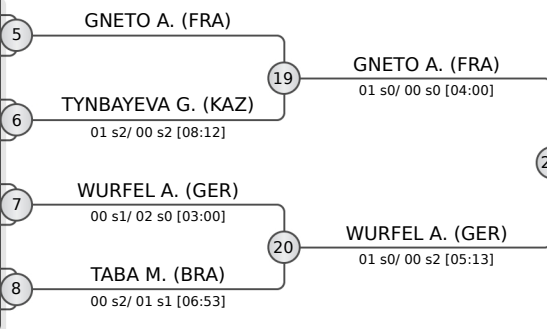 GNETO A. (FRA)
5
GNETO A. (FRA)
19
01 s0/ 00 s0 [04:00]
TYNBAYEVA G. (KAZ)
6
01 s2/ 00 s2 [08:12]
WURFEL A. (GER)
7
00 s1/ 02 s0 [03:00]
WURFEL A. (GER)
20
01 s0/ 00 s2 [05:13]
TABA M. (BRA)
8
00 s2/ 01 s1 [06:53]